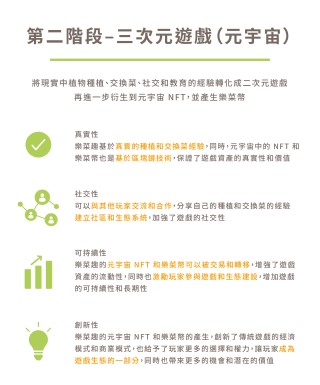 第二階段–三次元遊戲（元宇宙）
將現實中植物種植、交換菜、社交和教育的經驗轉化成二次元遊戲
再進一步衍生到元宇宙 NFT，並產生樂菜幣
真實性
樂菜趣基於真實的種植和交換菜經驗，同時，元宇宙中的 NFT 和
樂菜幣也是基於區塊鏈技術，保證了遊戲資產的真實性和價值
社交性
可以與其他玩家交流和合作，分享自己的種植和交換菜的經驗
建立社區和生態系統，加強了遊戲的社交性
可持續性
樂菜趣的元宇宙 NFT 和樂菜幣可以被交易和轉移，增強了遊戲
資產的流動性，同時也激勵玩家參與遊戲和生態建設，增加遊戲
的可持續性和長期性
創新性
樂菜趣的元宇宙 NFT 和樂菜幣的產生，創新了傳統遊戲的經濟
模式和商業模式，也給予了玩家更多的選擇和權力，讓玩家成為
遊戲生態的一部分，同時也帶來更多的機會和潛在的價值